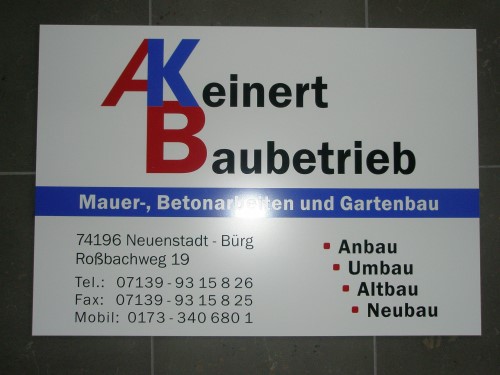 AKeinert
Baubetrieb
Mauer-, Betonarbeiten und Gartenbau
74196 Neuenstadt - Bürg
Roßbachweg 19
Tel.: 07139 - 93 15 8 26
Fax: 07139 - 93 15 8 25
Mobil: 0173 - 340 680 1
Anbau
Umbau
Altbau
Neubau